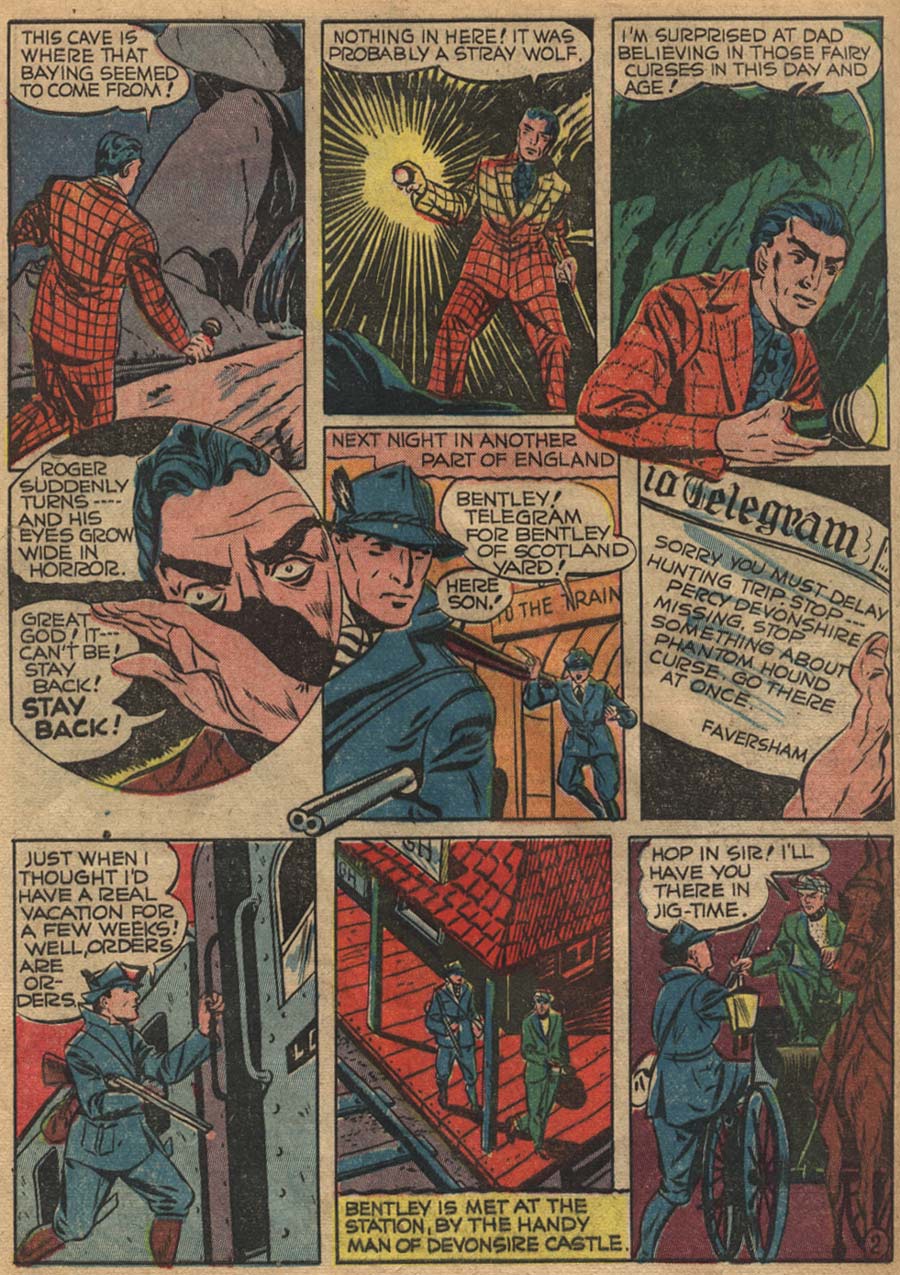 THIS CAVE IS
WHERE THAT
BAYING SEEMED
TO COME FROM!
NOTHING IN HERE! IT WAS
PROBABLY A STRAY WOLF.
I'M SURPRISED AT DAD
BELIEVING IN THOSE FAIRY
CURSES IN THIS DAY AND
AGE!
ROGER
SUDDENLY
TURNS ----
AND HIS
EYES GROW
WIDE IN
HORROR.
GREAT
GOD! IT--
CAN'T BE!
STAY
BACK!
STAY
BACK!
NEXT NIGHT IN ANOTHER
PART OF ENGLAND
BENTLEY!
TELEGRAM
FOR BENTLEY
OF SCOTLAND
YARD!
HERE
SON!
TO THE TRAIN
Telegram
SORRY YOU MUST DELAY
HUNTING TRIP STOP ---
PERCY DEVONSHIRE
MISSING, STOP
SOMETHING ABOUT
PHANTOM HOUND
CURSE. GO THERE
AT ONCE.
FAVERSHAM
JUST WHEN I
THOUGHT I'D
HAVE A REAL
VACATION FOR
A FEW WEEKS!
WELL, ORDERS
ARE
OR-
DERS.
GH
BENTLEY IS MET AT THE
STATION, BY THE HANDY
MAN OF DEVONSIRE CASTLE.
HOP IN SIR! I'LL
HAVE YOU
THERE IN
JIG-TIME.
2